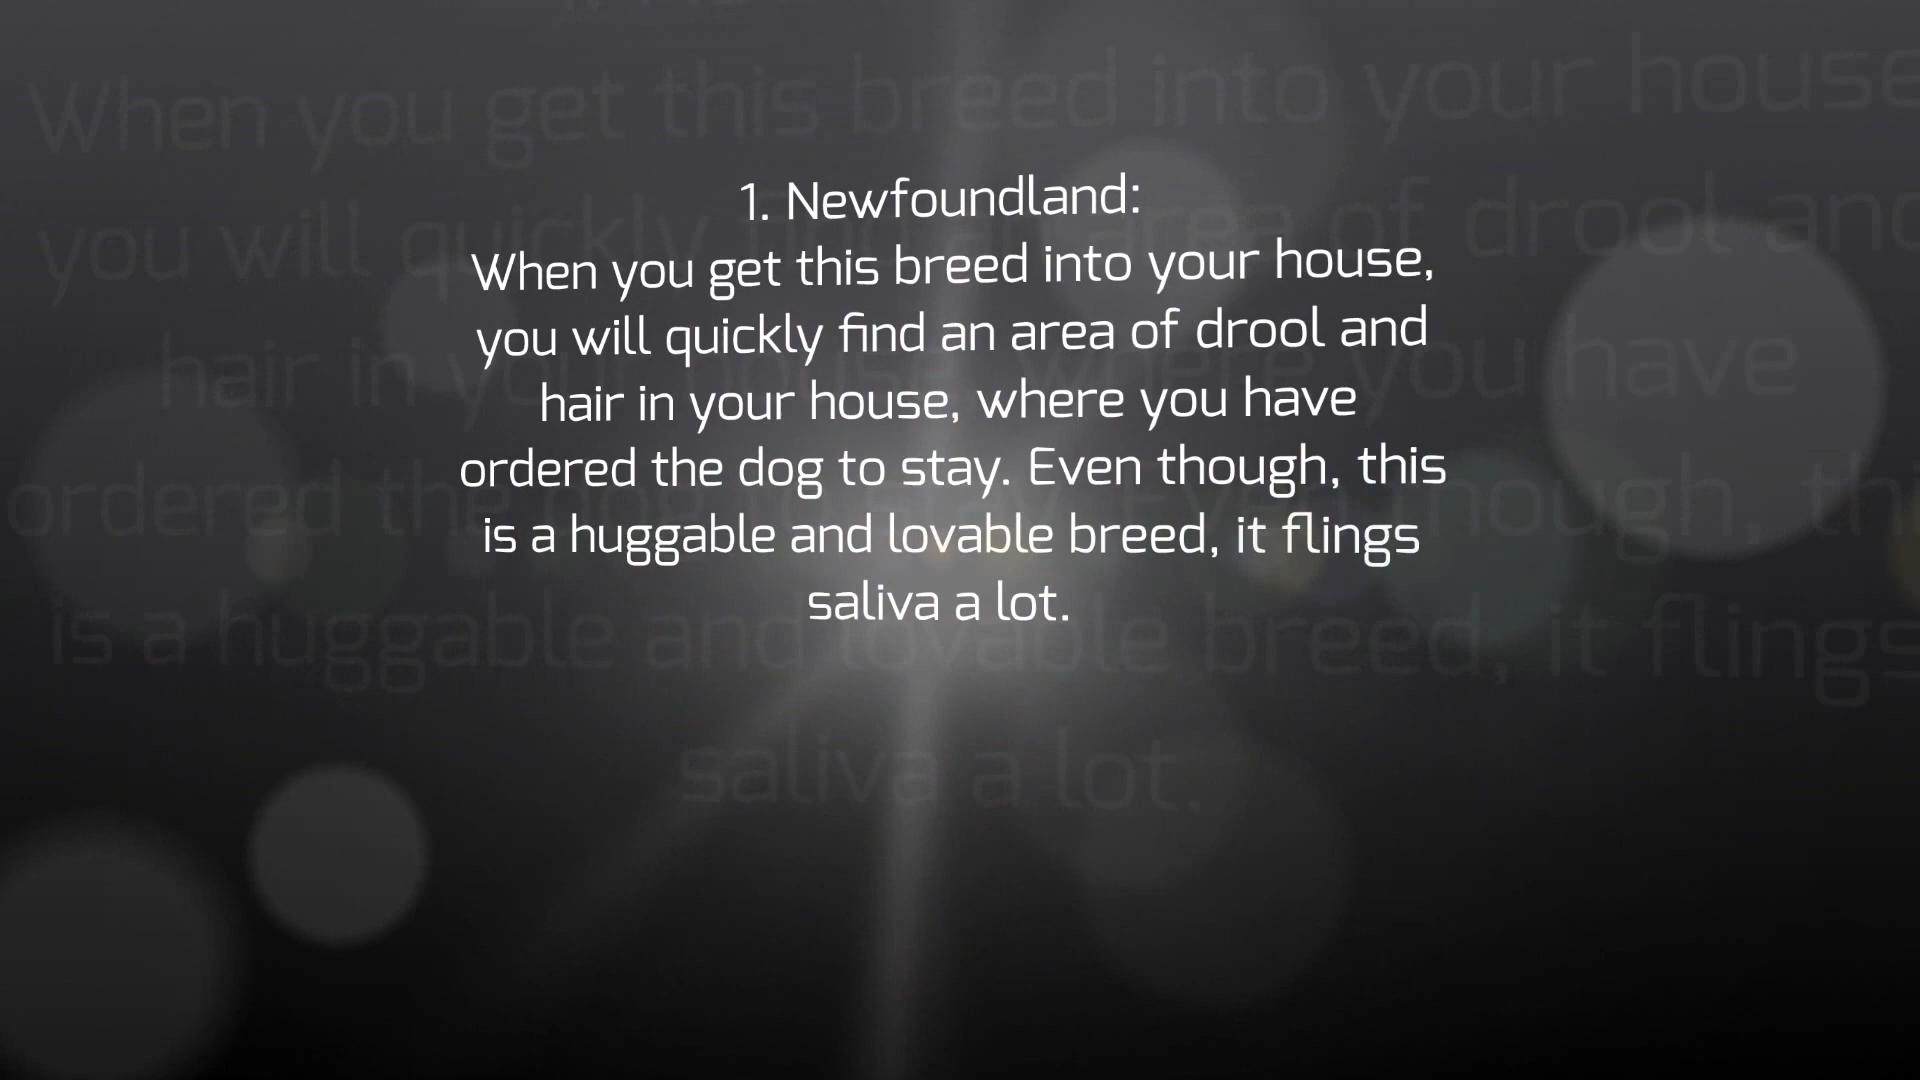 1. Newfoundland:
When you get this breed into your house,
you will quickly find an area of drool and
hair in your house, where you have
ordered the dog to stay. Even though, this
is a huggable and lovable breed, it flings
saliva a lot.